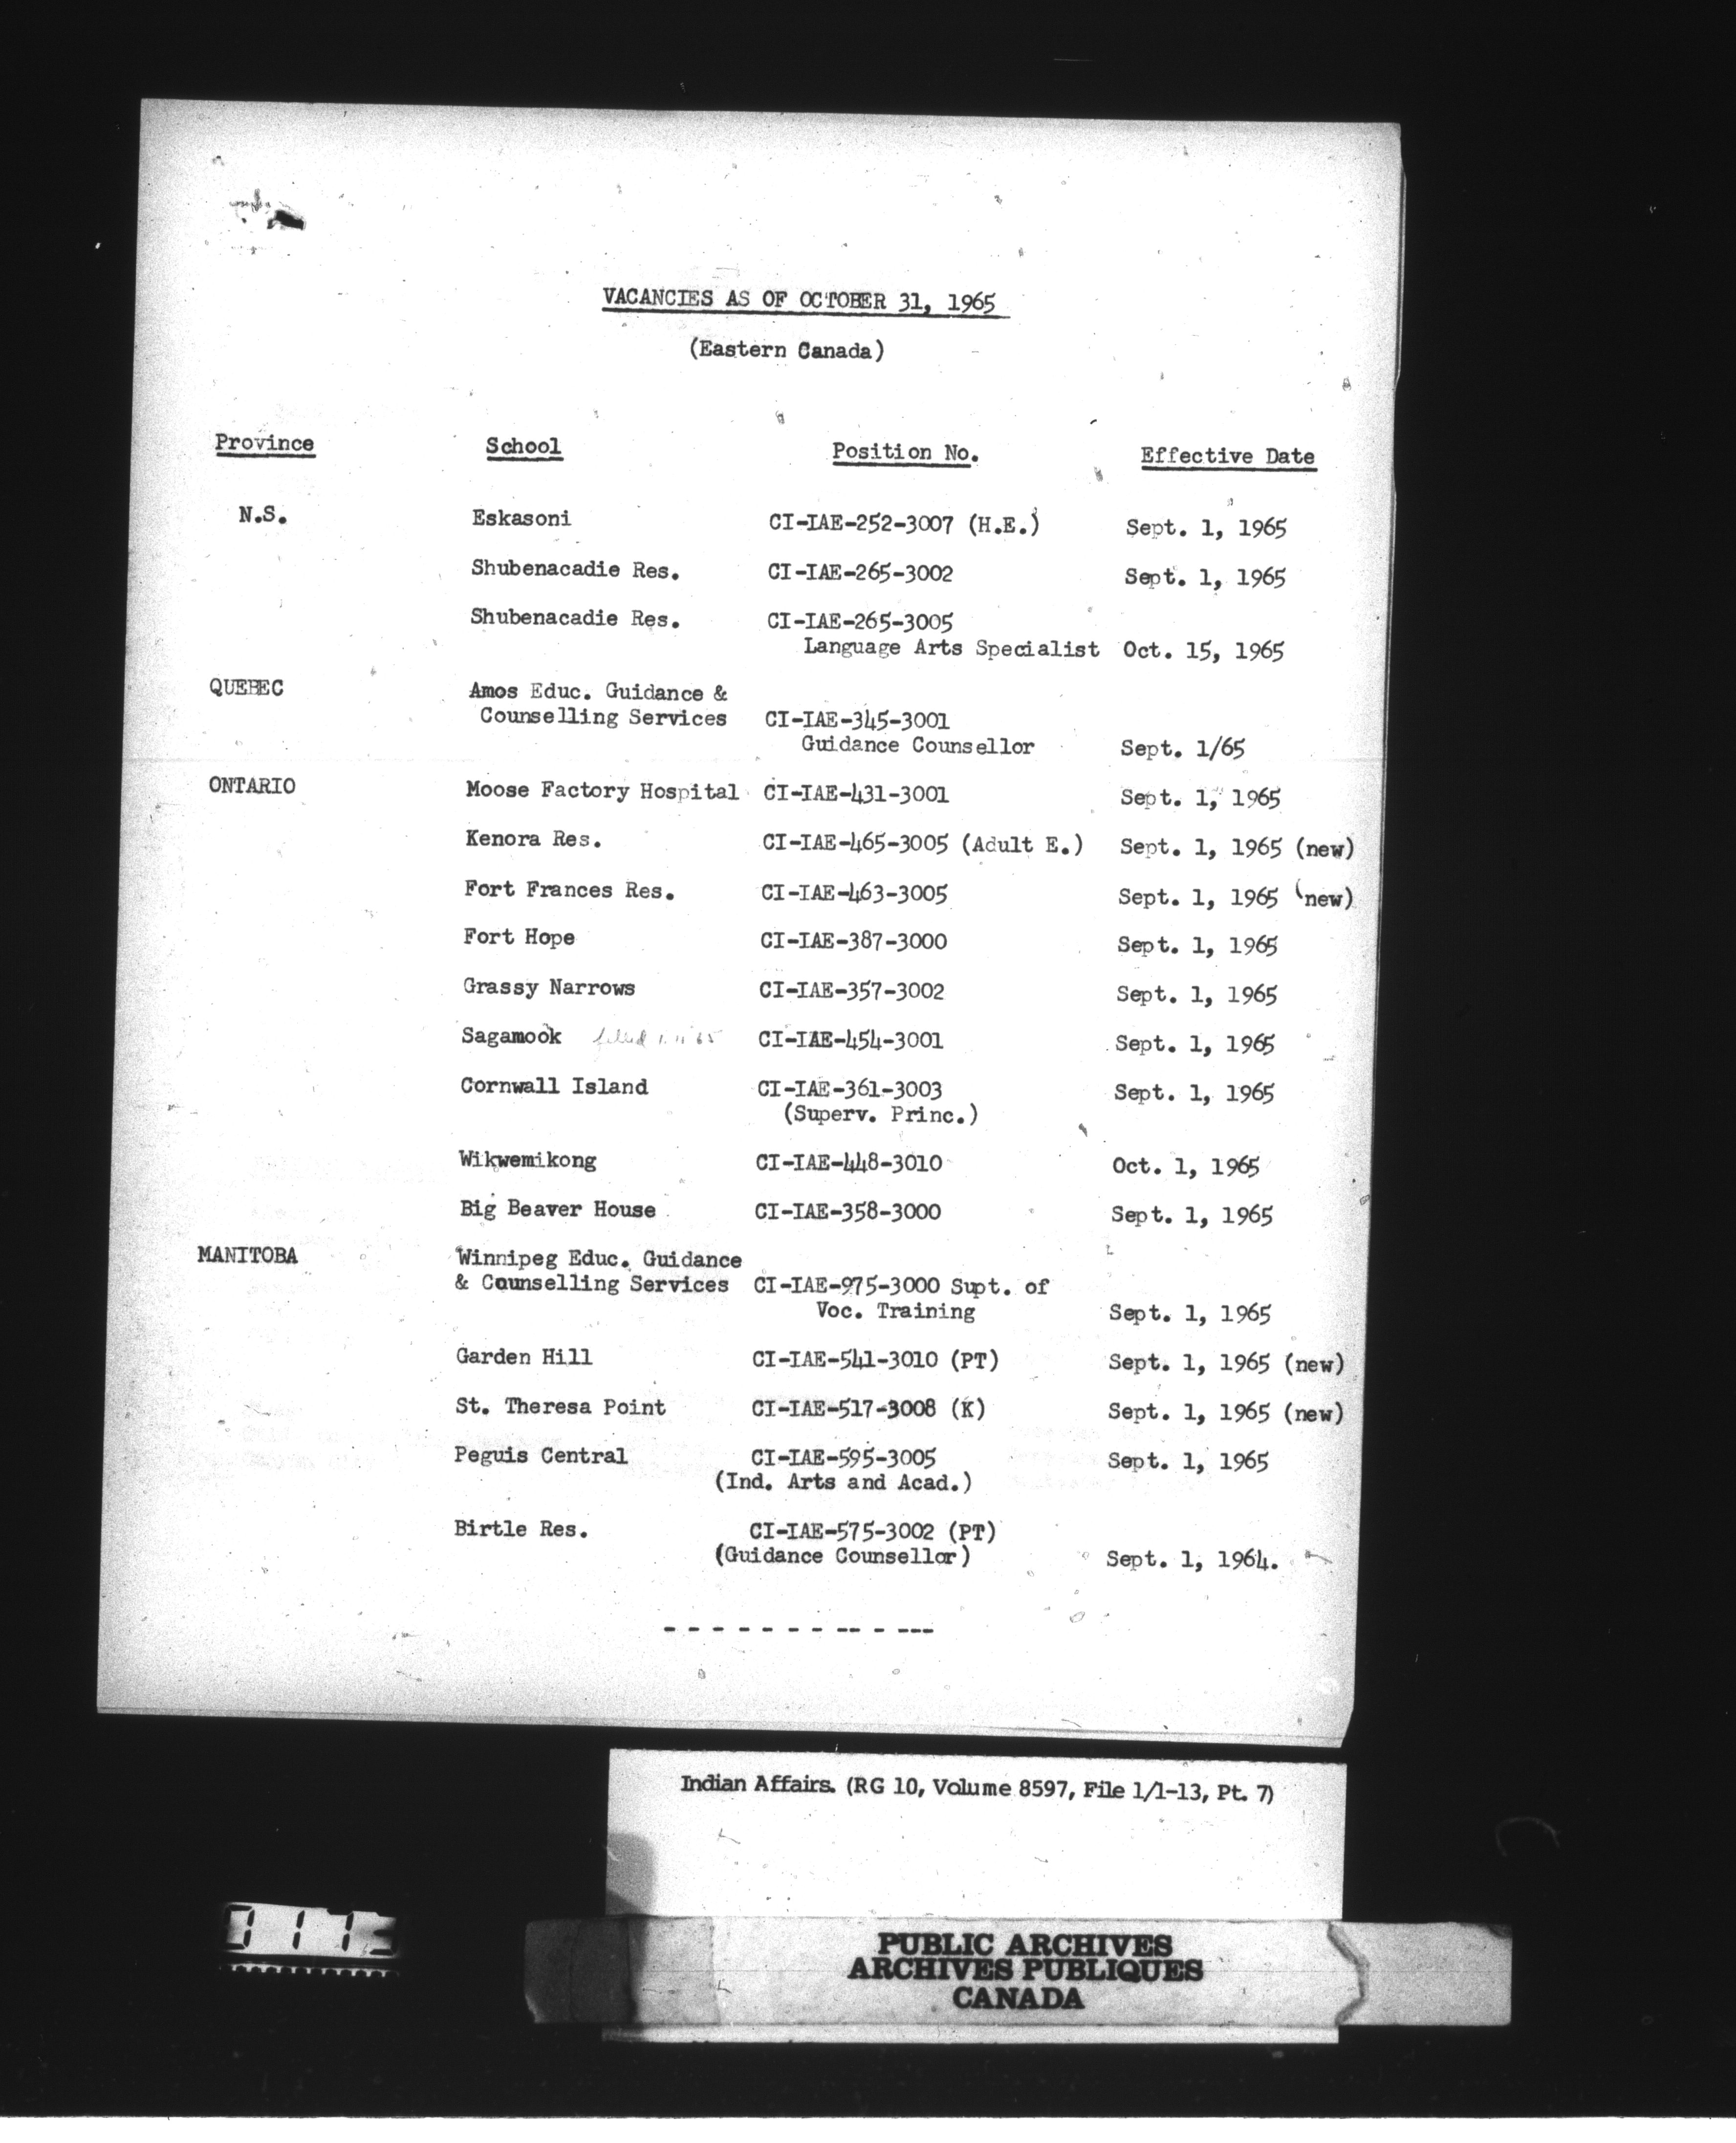 VACANCIES AS OF OCTOBER 31, 1965
(Eastern Canada)
Province School Position No. Effective Date
N.S. Eskasoni CI-IAE-252-3007 (H.E.) Sept. 1, 1965
Shubenacadie Res. CI-IAE-265-3002 Sept. 1, 1965
Shubenacadie Res. CI-IAE-265-3005
Language Arts Specialist Oct. 15, 1965
QUEBEC Amos Educ. Guidance &
Counselling Services CI-IAE-345-3001
Guidance Counsellor Sept. 1/65
ONTARIO Moose Factory Hospital CI-IAE-431-3001 Sept. 1, 1965
Kenora Res. CI-IAE-465-3005 (Adult E.) Sept. 1, 1965 (new)
Fort Frances Res. CI-IAE-463-3005 Sept. 1, 1965 (new)
Fort Hope CI-IAE-387-3000 Sept. 1, 1965
Grassy Narrows CI-IAE-357-3002 Sept. 1, 1965
Sagamook filled 1.11.65 CI-IAE-454-3001 Sept. 1, 1965
Cornwall Island CI-IAE-361-3003 Sept. 1, 1965
(Superv. Princ.)
Wikwemikong CI-IAE-448-3010 Oct. 1, 1965
Big Beaver House CI-IAE-358-3000 Sept. 1, 1965
MANITOBA Winnipeg Educ. Guidance
& Counselling Services CI-IAE-975-3000 Supt. of
Voc. Training Sept. 1, 1965
Garden Hill CI-IAE-541-3010 (PT) Sept. 1, 1965 (new)
St. Theresa Point CI-IAE-517-3008 (K) Sept. 1, 1965 (new)
Peguis Central CI-IAE-595-3005 Sept. 1, 1965
(Ind. Arts and Acad.)
Birtle Res. CI-IAE-575-3002 (PT)
(Guidance Counsellor) Sept. 1, 1964.
Indian Affairs. (RG 10, Volume 8597, File 1/1-13, Pt. 7)
PUBLIC ARCHIVES
ARCHIVES PUBLIQUES
CANADA